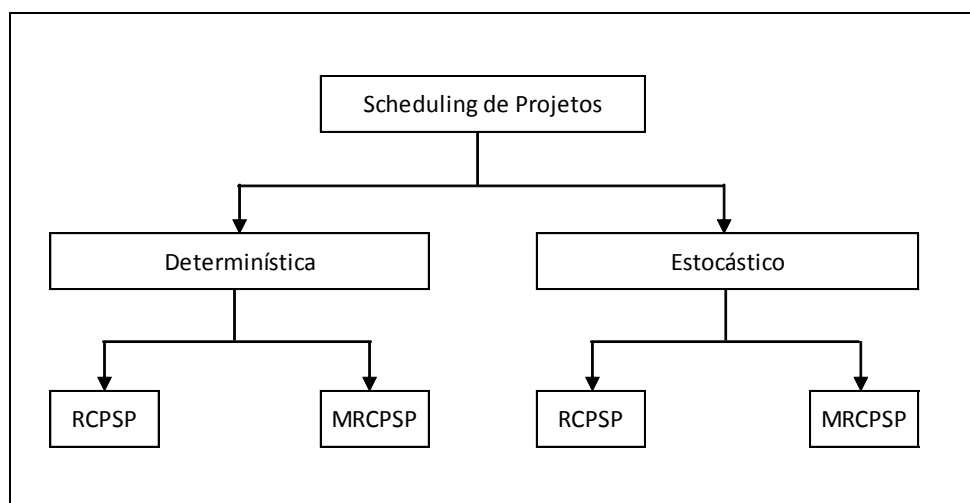 Scheduling de Projetos
Determinística
Estocástico
RCPSP
MRCPSP
RCPSP
MRCPSP